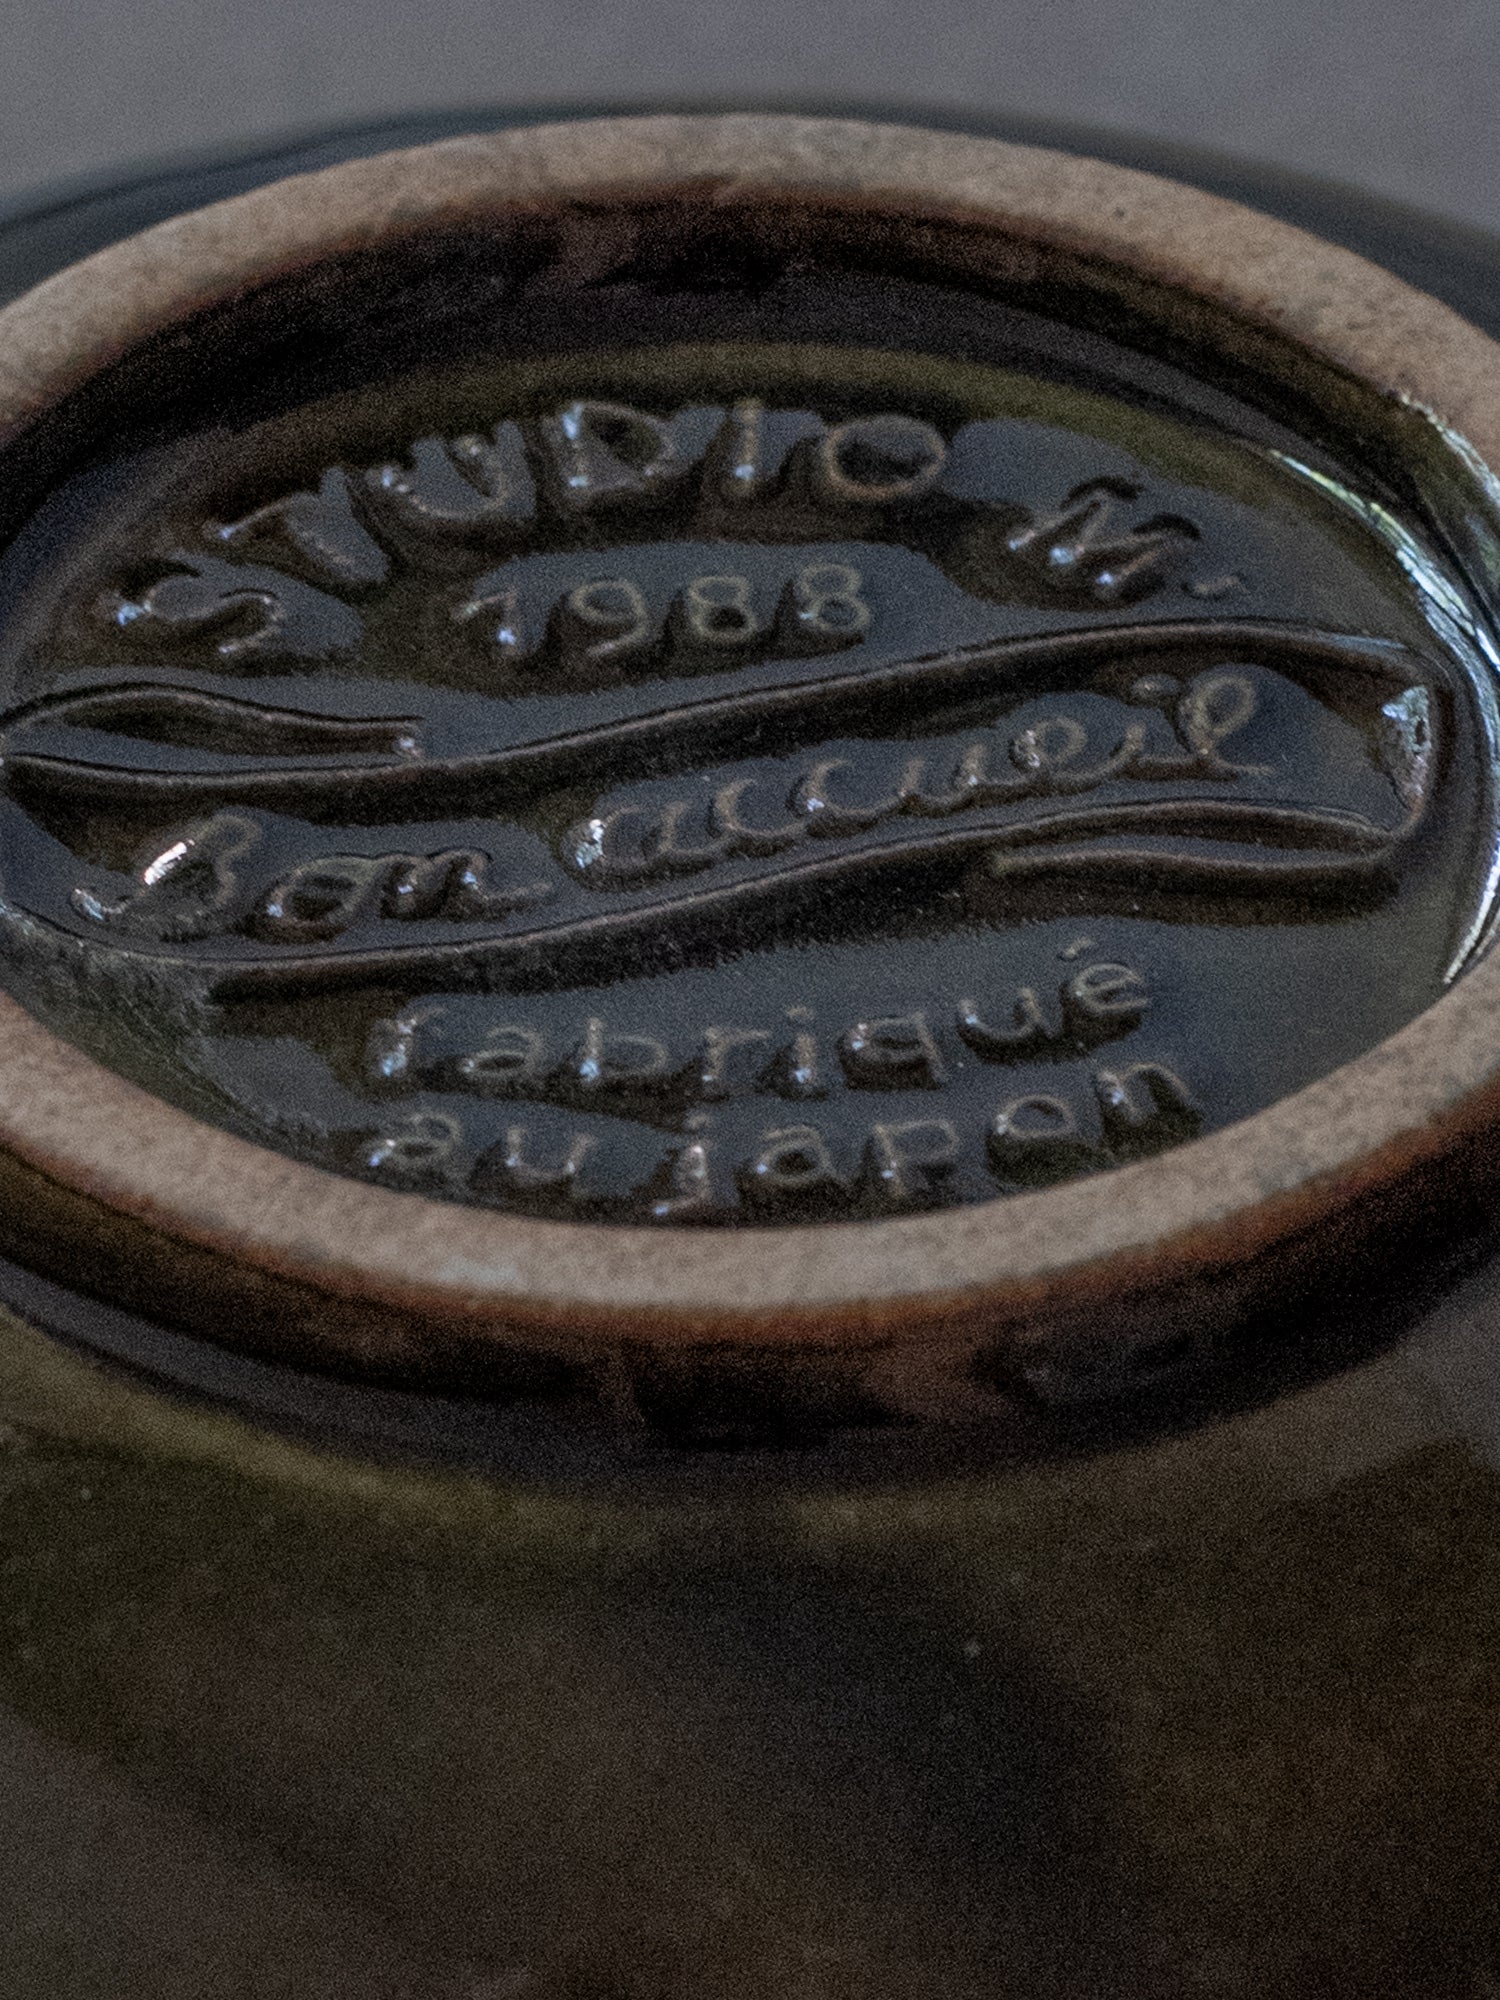 STUDIO M.
1988
Bon accueil
fabriqué
au japon